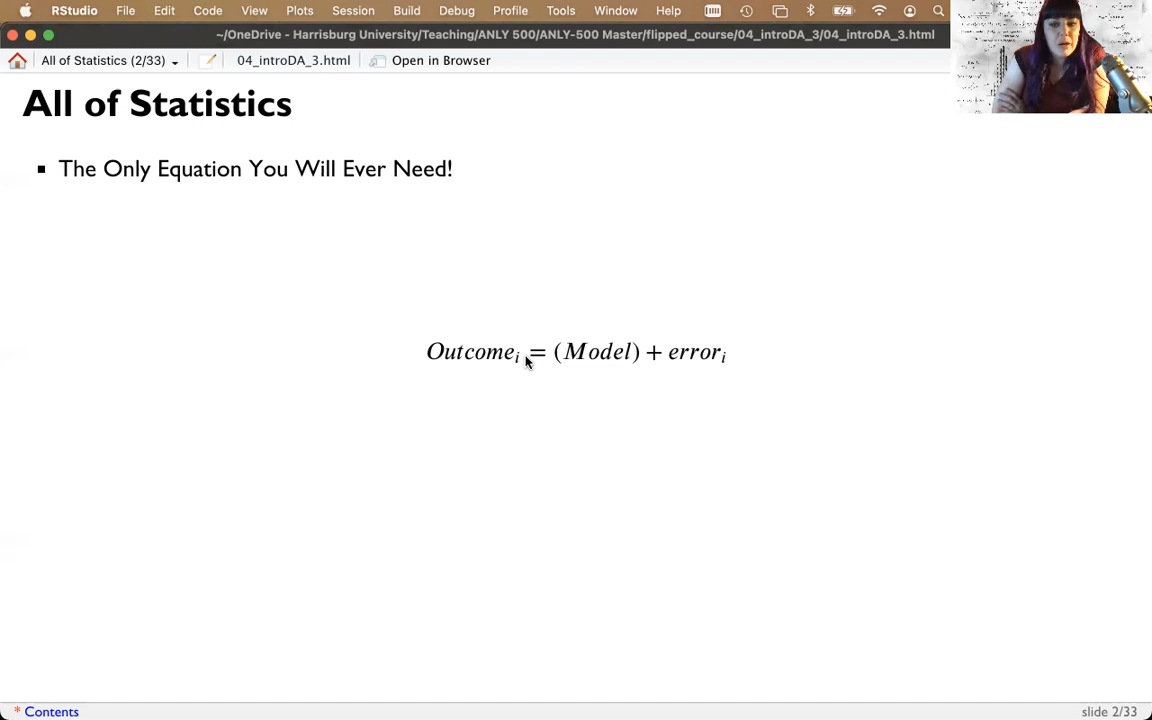 RStudio File Edit Code View Plots Session Build Debug Profile Tools Window Help
~/OneDrive - Harrisburg University/Teaching/ANLY 500/ANLY-500 Master/flipped_course/04_introDA_3/04_introDA_3.html
All of Statistics (2/33) 04_introDA_3.html Open in Browser
All of Statistics
▪ The Only Equation You Will Ever Need!
Outcomeᵢ = (Model) + errorᵢ
* Contents slide 2/33